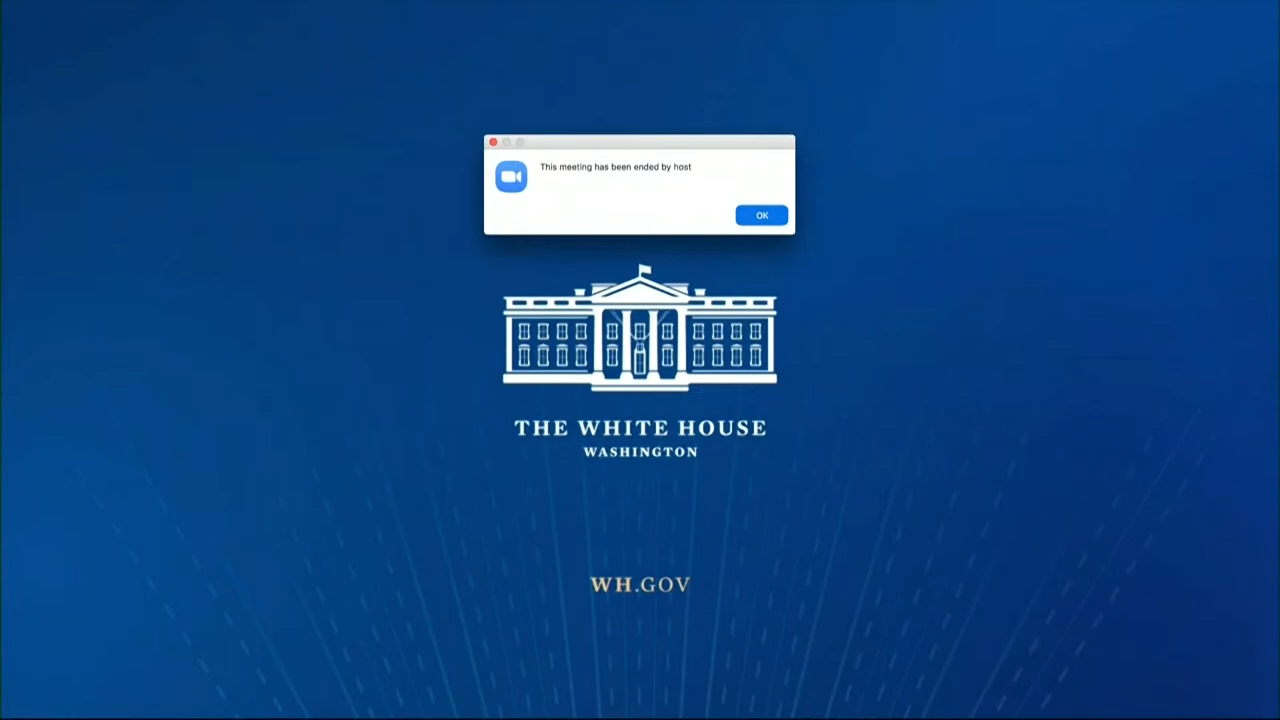 This meeting has been ended by host
OK
THE WHITE HOUSE
WASHINGTON
WH.GOV